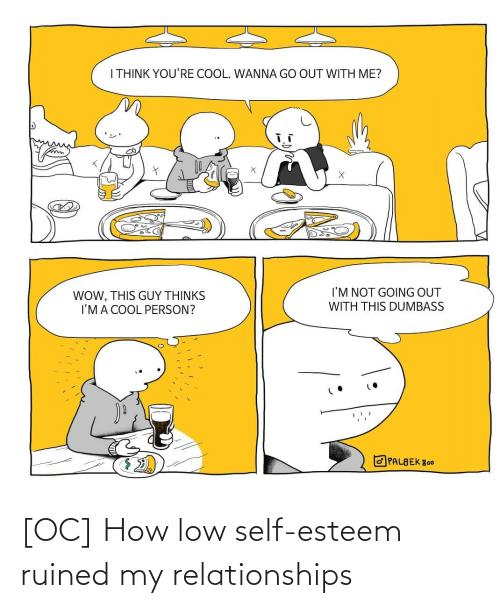 I THINK YOU'RE COOL. WANNA GO OUT WITH ME?
WOW, THIS GUY THINKS
I'M A COOL PERSON?
I'M NOT GOING OUT
WITH THIS DUMBASS
PALBEK 800
[OC] How low self-esteem
ruined my relationships